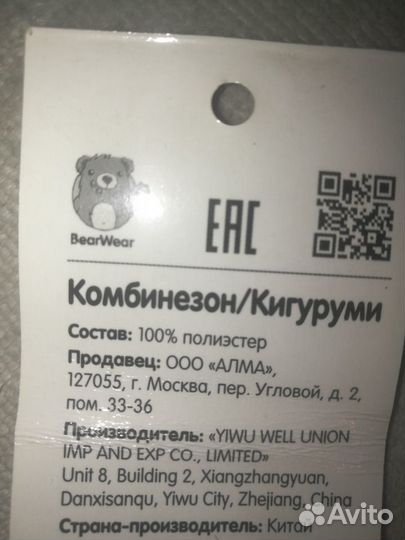 BearWear
EAC
Комбинезон/Кигуруми
Состав: 100% полиэстер
Продавец: ООО «АЛМА»,
127055, г. Москва, пер. Угловой, д. 2,
пом. 33-36
Производитель: «YIWU WELL UNION
IMP AND EXP CO., LIMITED»
Unit 8, Building 2, Xiangzhangyuan,
Danxisanqu, Yiwu City, Zhejiang, China
Страна-производитель: Китай
Avito